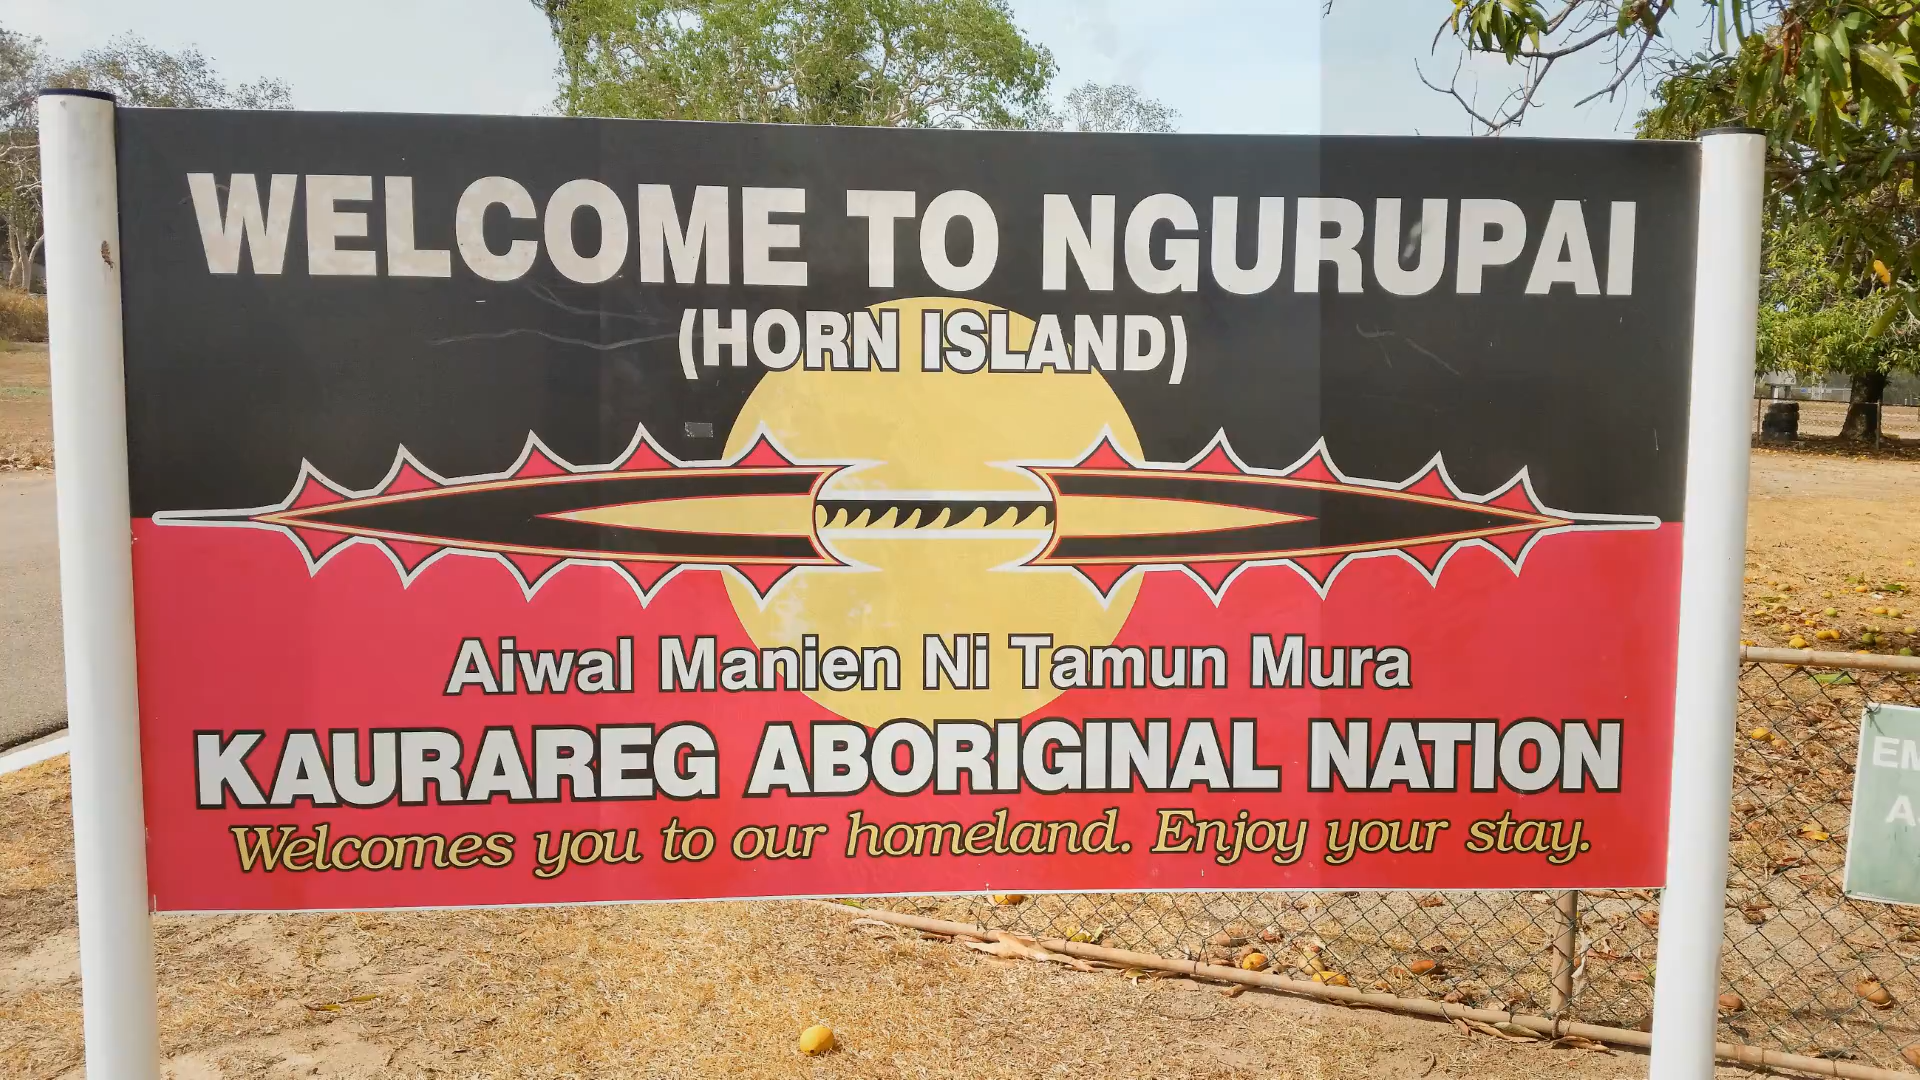 WELCOME TO NGURUPAI
(HORN ISLAND)
Aiwal Manien Ni Tamun Mura
KAURAREG ABORIGINAL NATION
Welcomes you to our homeland. Enjoy your stay.